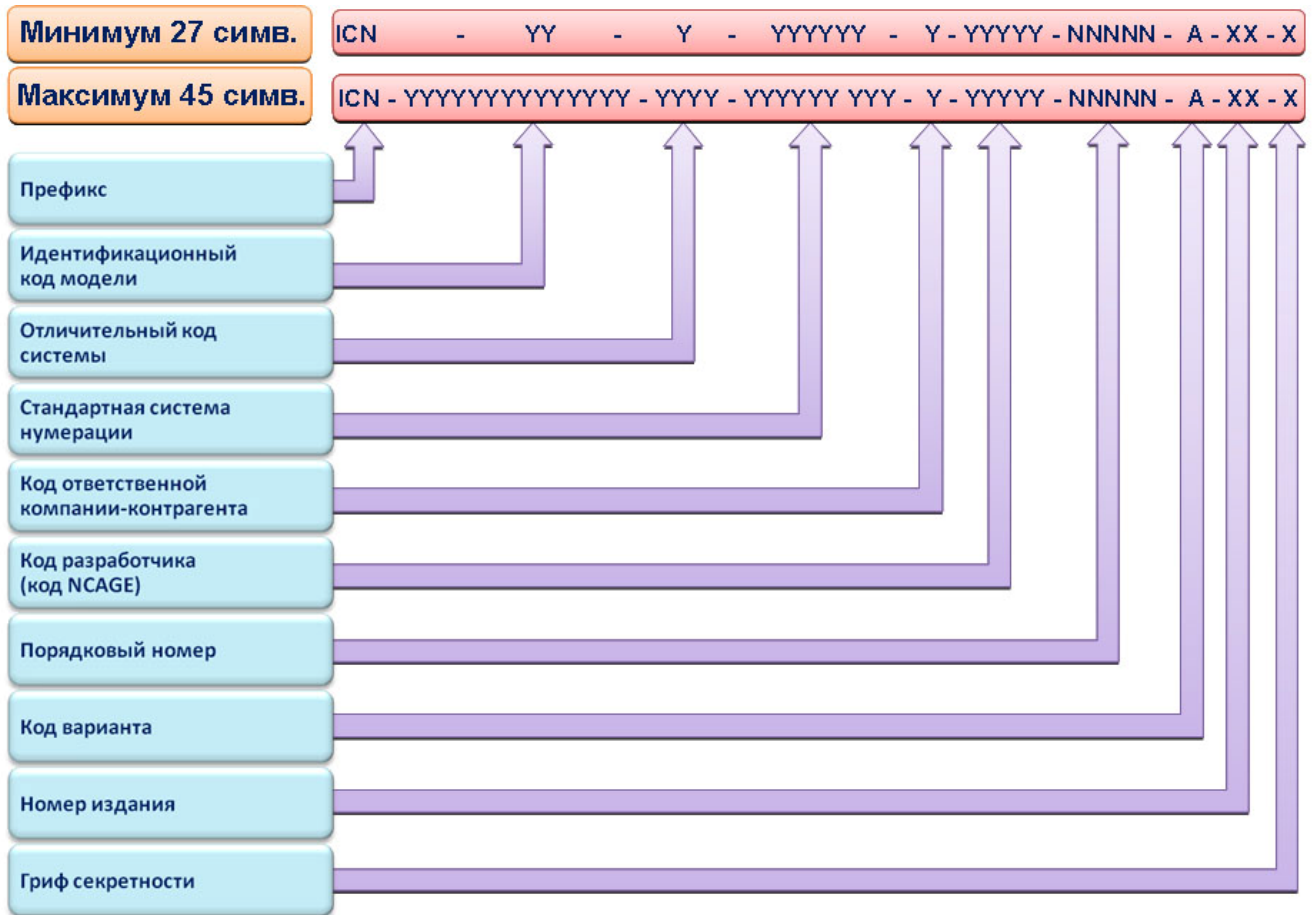 Минимум 27 симв.
ICN - YY - Y - YYYYYY - Y - YYYYY - NNNNN - A - XX - X
Максимум 45 симв.
ICN - YYYYYYYYYYYYYY - YYYY - YYYYYY YYY - Y - YYYYY - NNNNN - A - XX - X
Префикс
Идентификационный
код модели
Отличительный код
системы
Стандартная система
нумерации
Код ответственной
компании-контрагента
Код разработчика
(код NCAGE)
Порядковый номер
Код варианта
Номер издания
Гриф секретности